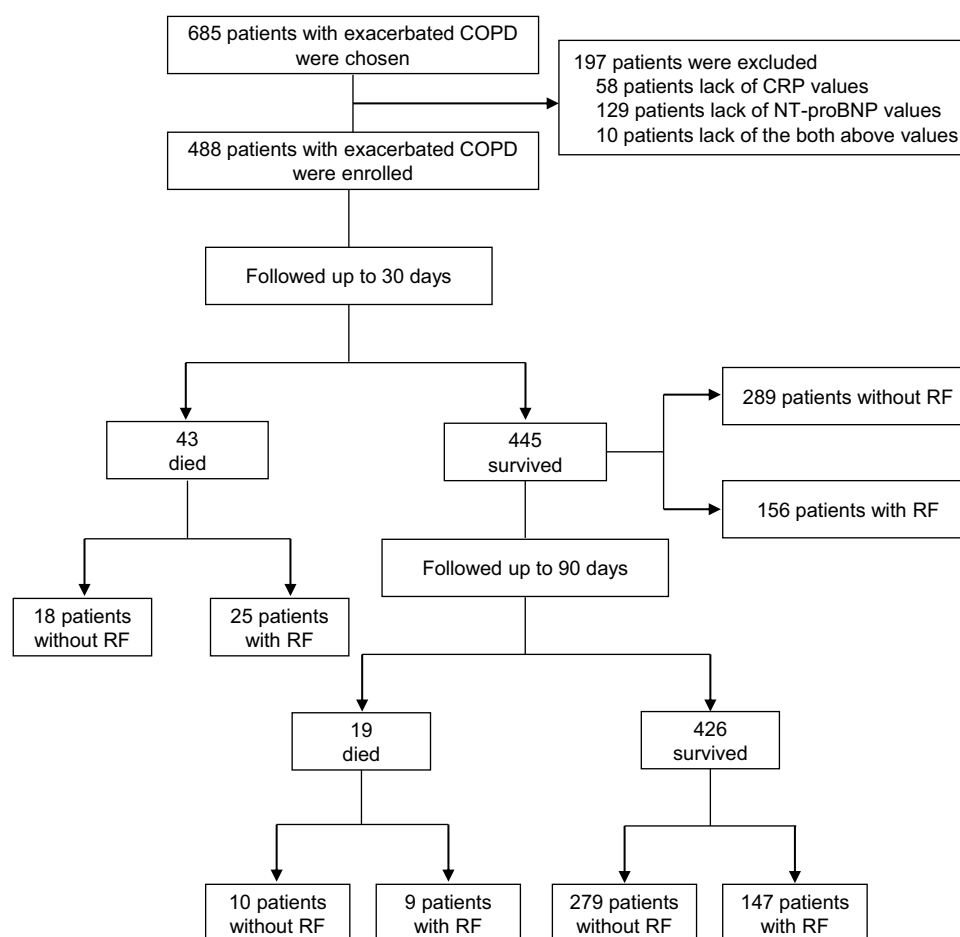 685 patients with exacerbated COPD
were chosen
197 patients were excluded
58 patients lack of CRP values
129 patients lack of NT-proBNP values
10 patients lack of the both above values
488 patients with exacerbated COPD
were enrolled
Followed up to 30 days
43
died
445
survived
289 patients without RF
156 patients with RF
18 patients
without RF
25 patients
with RF
Followed up to 90 days
19
died
426
survived
10 patients
without RF
9 patients
with RF
279 patients
without RF
147 patients
with RF